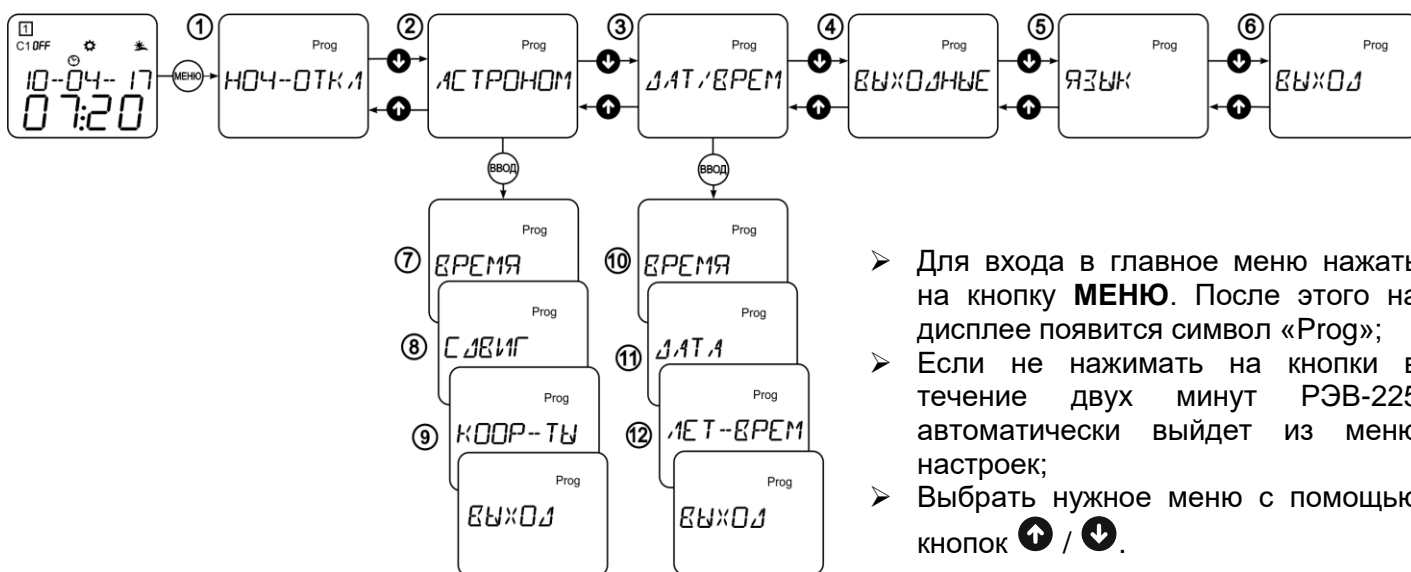 ① ② ③ ④ ⑤ ⑥
1
C1 OFF
10--04--17
07:20
МЕНЮ
Prog
НОЧ-ОТКЛ
Prog
АСТРОНОМ
Prog
ДАТ/ВРЕМ
Prog
ВЫХОДНЫЕ
Prog
ЯЗЫК
Prog
ВЫХОД
ВВОД
ВВОД
Prog
⑦ ВРЕМЯ
Prog
⑧ СДВИГ
Prog
⑨ КООР-ТЫ
Prog
ВЫХОД
Prog
⑩ ВРЕМЯ
Prog
⑪ ДАТА
Prog
⑫ ЛЕТ-ВРЕМ
Prog
ВЫХОД
➢ Для входа в главное меню нажать
на кнопку МЕНЮ. После этого на
дисплее появится символ «Prog»;
➢ Если не нажимать на кнопки в
течение двух минут РЭВ-225
автоматически выйдет из меню
настроек;
➢ Выбрать нужное меню с помощью
кнопок ↑ / ↓.